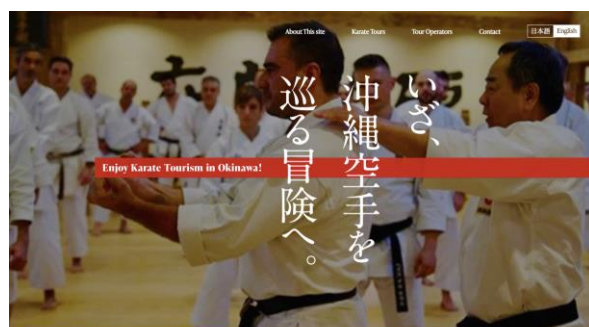 About This site
Karate Tours
Tour Operators
Contact
日本語
English
いざ、
沖縄空手を
巡る冒険へ。
Enjoy Karate Tourism in Okinawa!